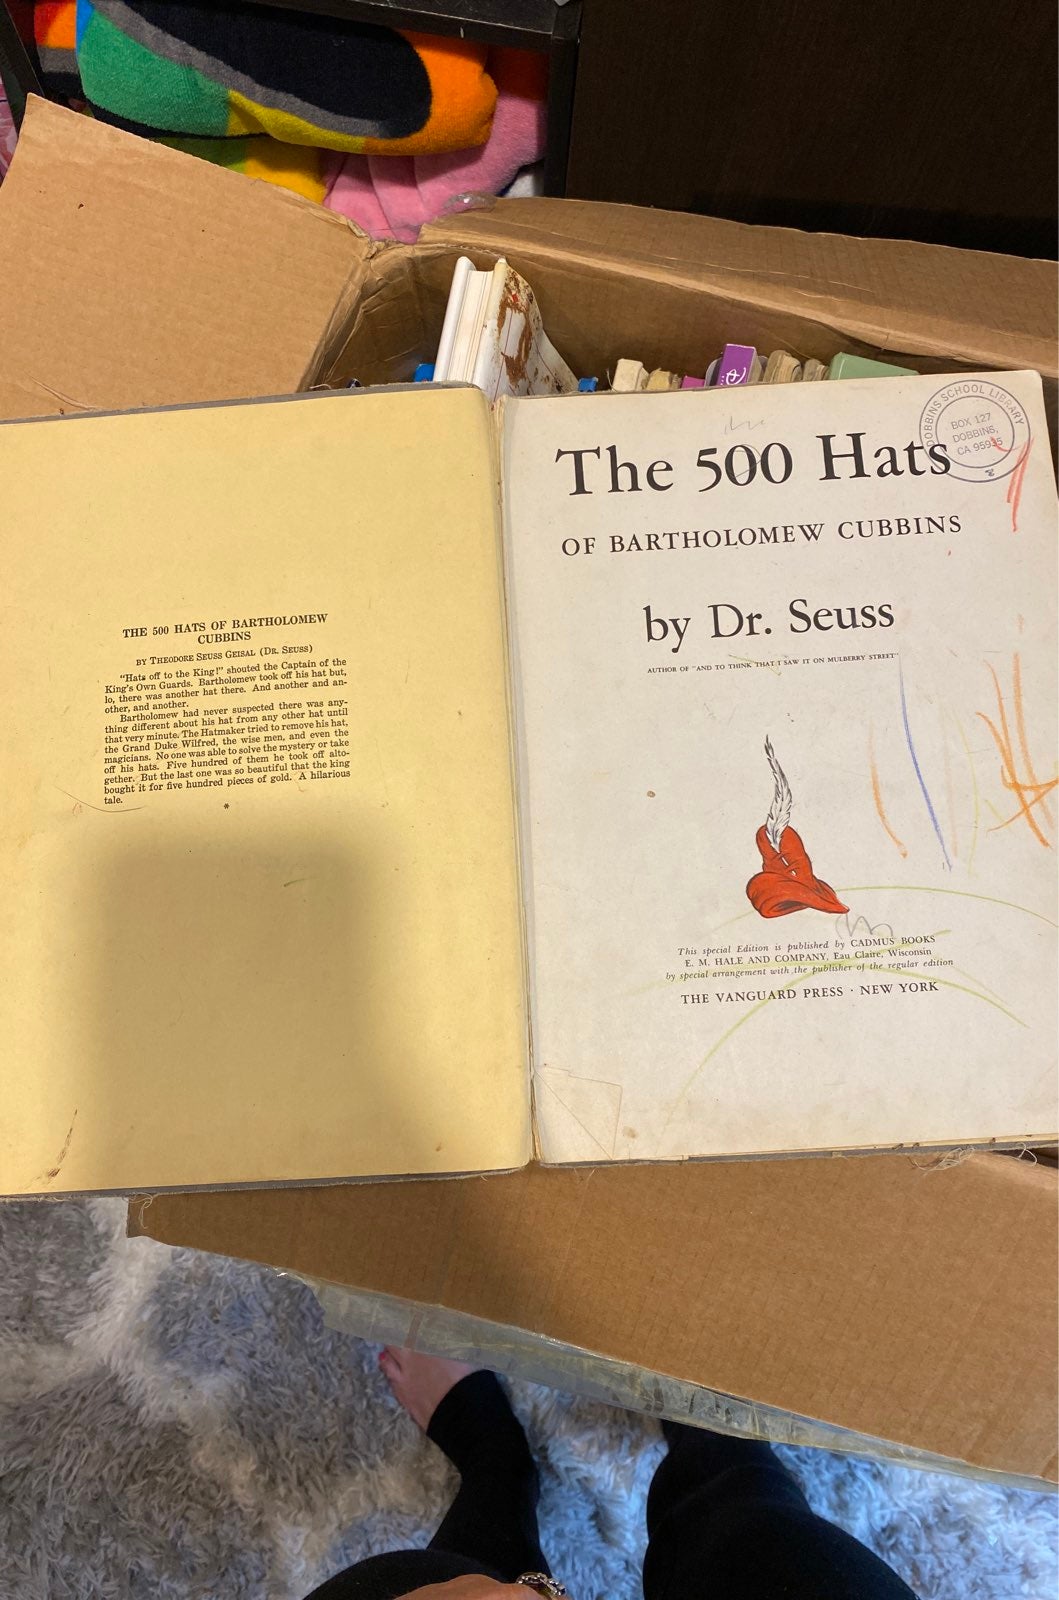 THE 500 HATS OF BARTHOLOMEW
CUBBINS
BY THEODORE SEUSS GEISAL (DR. SEUSS)
"Hats off to the King!" shouted the Captain of the
King's Own Guards. Bartholomew took off his hat but,
lo, there was another hat there. And another and an-
other, and another.
Bartholomew had never suspected there was any-
thing different about his hat from any other hat until
that very minute. The Hatmaker tried to remove his hat,
the Grand Duke Wilfred, the wise men, and even the
magicians. No one was able to solve the mystery or take
off his hats. Five hundred of them he took off alto-
gether. But the last one was so beautiful that the king
bought it for five hundred pieces of gold. A hilarious
tale.
*
The 500 Hats
OF BARTHOLOMEW CUBBINS
by Dr. Seuss
AUTHOR OF "AND TO THINK THAT I SAW IT ON MULBERRY STREET"
This special Edition is published by CADMUS BOOKS
E. M. HALE AND COMPANY, Eau Claire, Wisconsin
by special arrangement with the publisher of the regular edition
THE VANGUARD PRESS · NEW YORK
DOBBINS SCHOOL LIBRARY
BOX 127
DOBBINS,
CA 95935